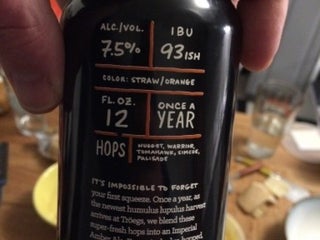 ALC./VOL.
7.5%
IBU
93ISH
COLOR: STRAW/ORANGE
FL.OZ.
12
ONCE A
YEAR
HOPS
NUGGET, WARRIOR,
TOMAHAWK, SIMCOE,
PALISADE
IT'S IMPOSSIBLE TO FORGET
your first squeeze. Once a year, as
the newest humulus lupulus harvest
arrives at Tröegs, we blend these
super-fresh hops into an Imperial
Amber hopped